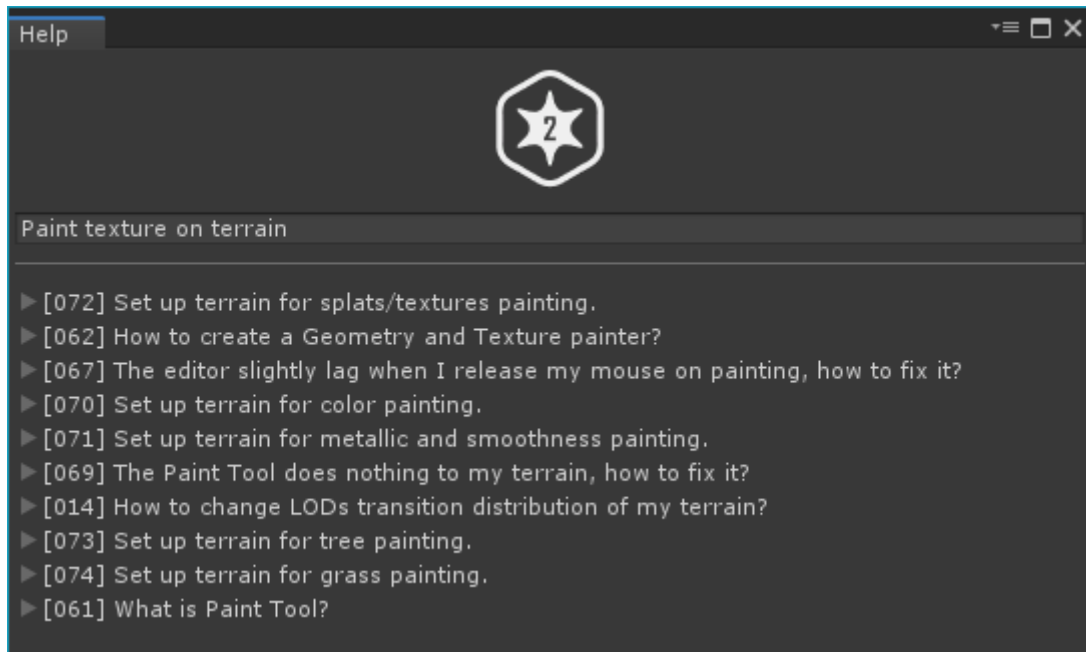 Help
2
Paint texture on terrain
[072] Set up terrain for splats/textures painting.
[062] How to create a Geometry and Texture painter?
[067] The editor slightly lag when I release my mouse on painting, how to fix it?
[070] Set up terrain for color painting.
[071] Set up terrain for metallic and smoothness painting.
[069] The Paint Tool does nothing to my terrain, how to fix it?
[014] How to change LODs transition distribution of my terrain?
[073] Set up terrain for tree painting.
[074] Set up terrain for grass painting.
[061] What is Paint Tool?